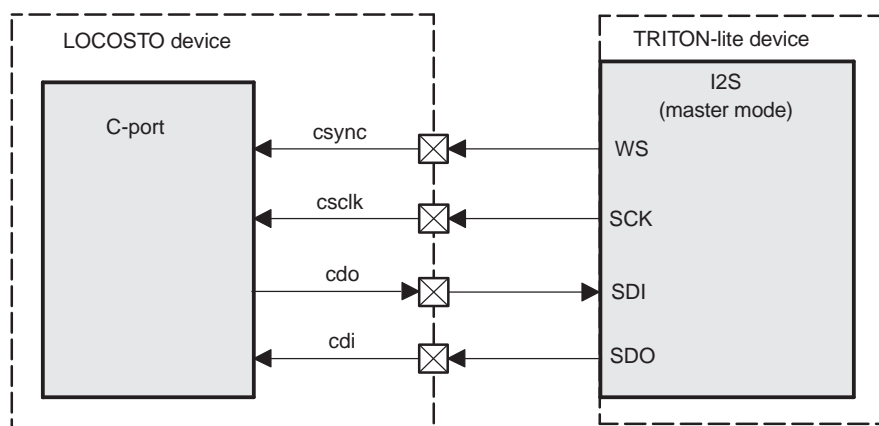 LOCOSTO device
TRITON-lite device
C-port
I2S
(master mode)
csync
WS
csclk
SCK
cdo
SDI
cdi
SDO